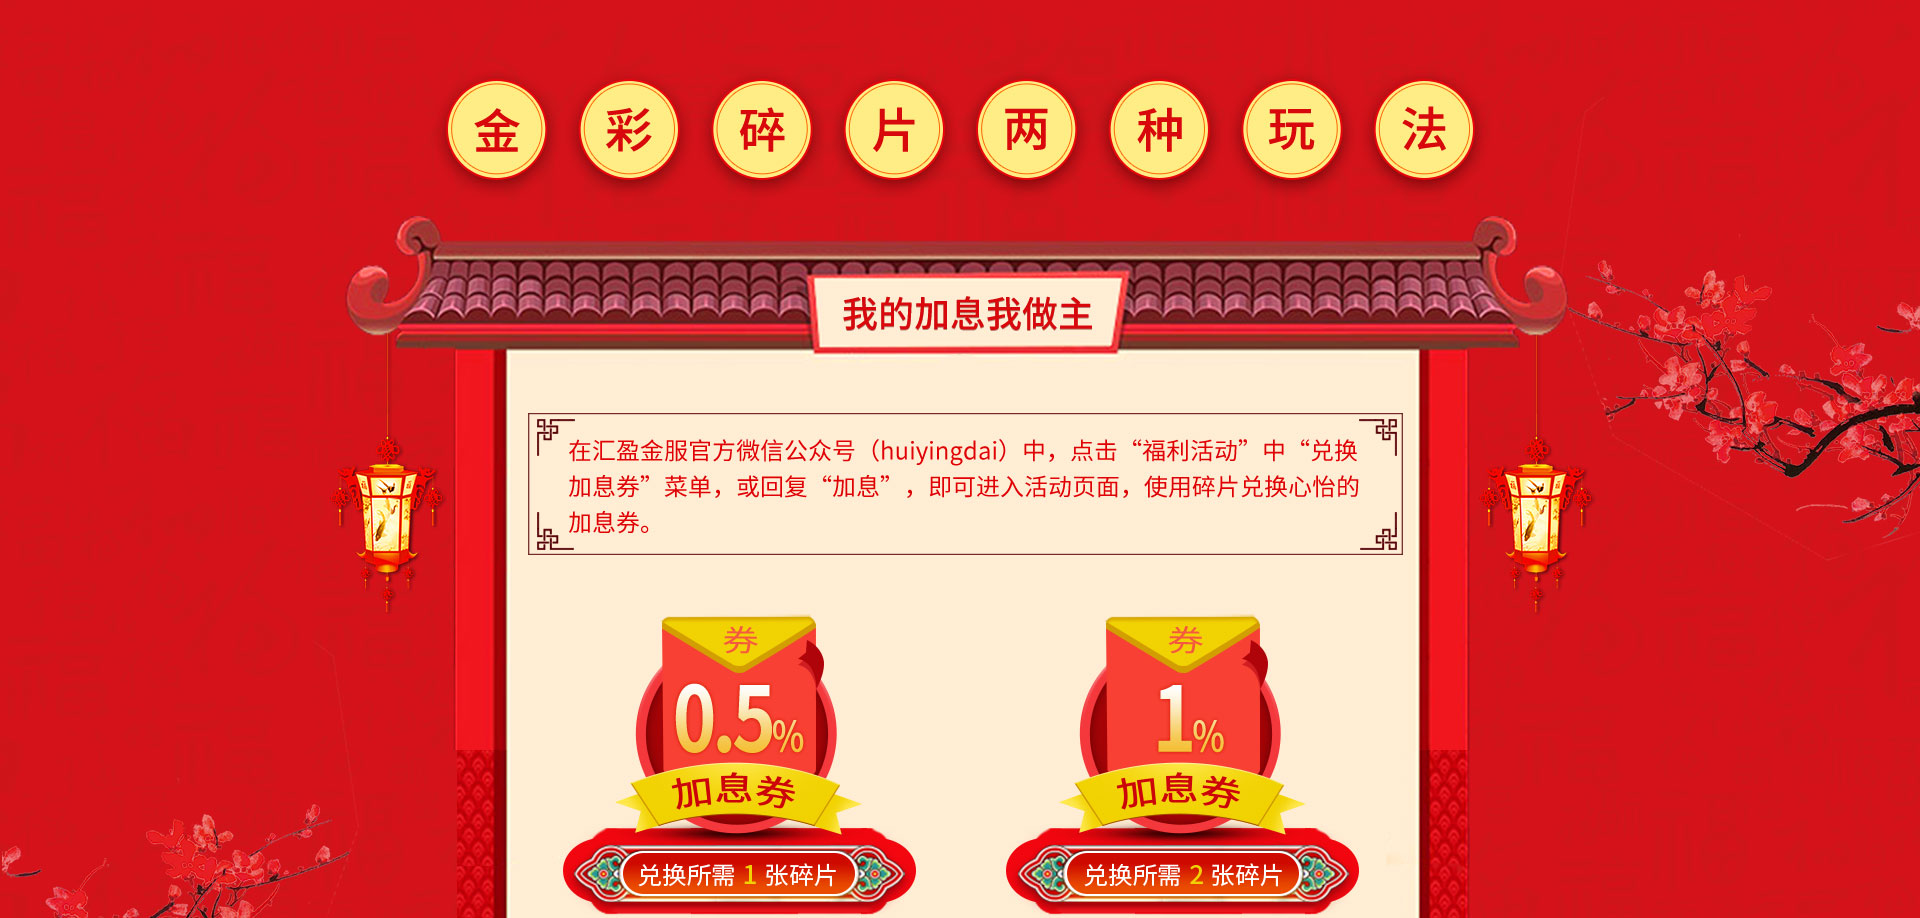 金彩碎片两种玩法
我的加息我做主
在汇盈金服官方微信公众号（huiyingdai）中，点击“福利活动”中“兑换
加息券”菜单，或回复“加息”，即可进入活动页面，使用碎片兑换心怡的
加息券。
券
0.5%
加息券
兑换所需 1 张碎片
券
1%
加息券
兑换所需 2 张碎片